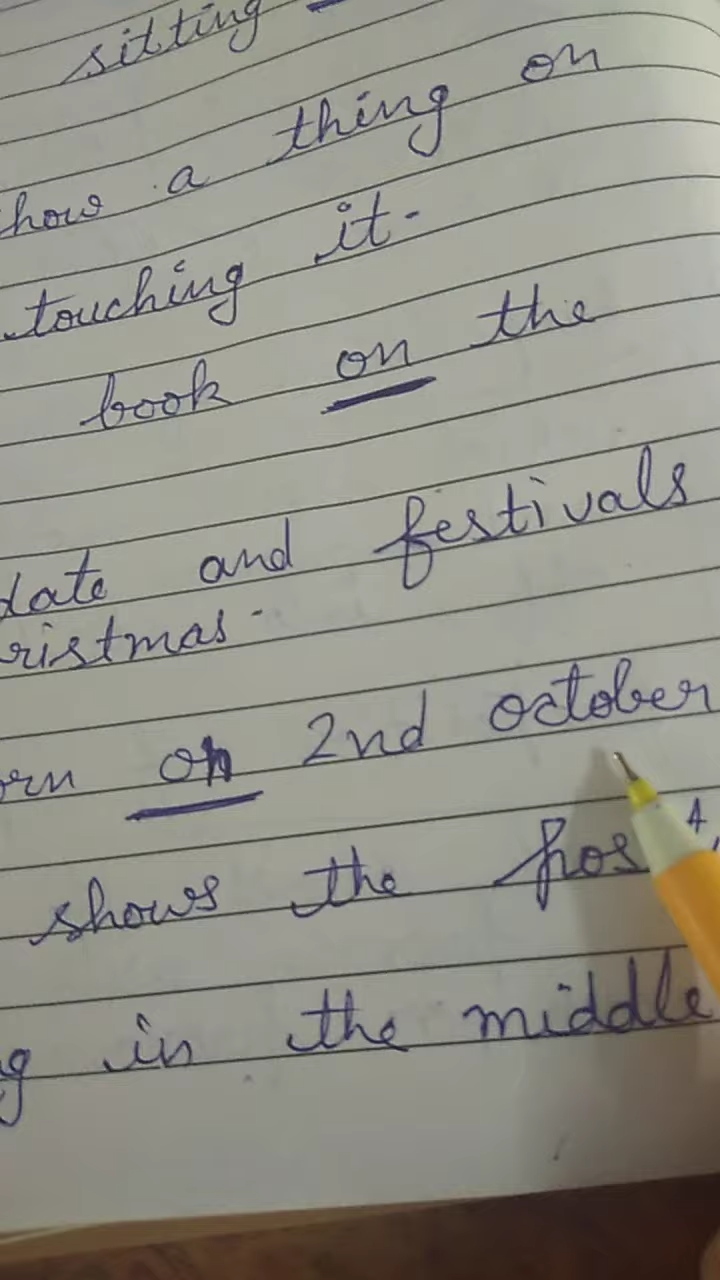 sitting
how a thing on
touching it.
book on the
date and festivals
ristmas.
orn on 2nd october
shows the pos
g in the middle